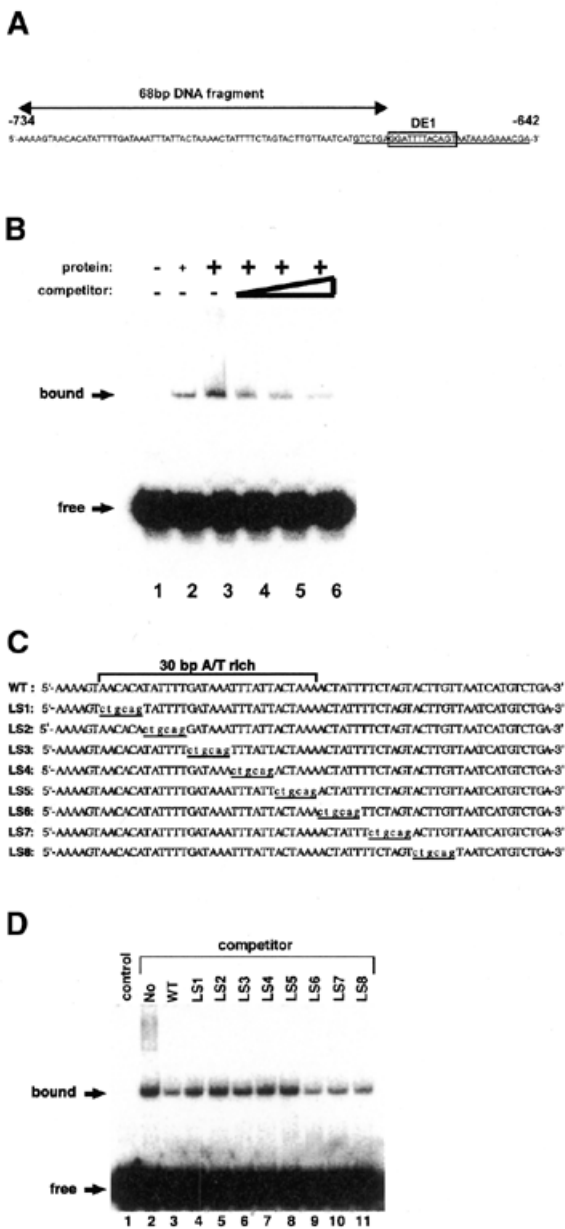 A
68bp DNA fragment
-734
-642
DE1
5'-AAAAGTAACACATATTTTGATAAATTTATTACTAAAACTATTTTCTAGTACTTGTTAATCATGTCTGAGGATTTTACAGTAATAAAGAAACGA-3'
B
protein: - + + + + +
competitor: - - -
bound
free
1 2 3 4 5 6
C
30 bp A/T rich
WT : 5'-AAAAGTAACACATATTTTGATAAATTTATTACTAAAACTATTTTCTAGTACTTGTTAATCATGTCTGA-3'
LS1: 5'-AAAAGTctgcagTATTTTGATAAATTTATTACTAAAACTATTTTCTAGTACTTGTTAATCATGTCTGA-3'
LS2: 5'-AAAAGTAACACActgcagGATAAATTTATTACTAAAACTATTTTCTAGTACTTGTTAATCATGTCTGA-3'
LS3: 5'-AAAAGTAACACATATTTTctgcagTTTATTACTAAAACTATTTTCTAGTACTTGTTAATCATGTCTGA-3'
LS4: 5'-AAAAGTAACACATATTTTGATAAActgcagACTAAAACTATTTTCTAGTACTTGTTAATCATGTCTGA-3'
LS5: 5'-AAAAGTAACACATATTTTGATAAATTTATTctgcagACTATTTTCTAGTACTTGTTAATCATGTCTGA-3'
LS6: 5'-AAAAGTAACACATATTTTGATAAATTTATTACTAAActgcagTTCTAGTACTTGTTAATCATGTCTGA-3'
LS7: 5'-AAAAGTAACACATATTTTGATAAATTTATTACTAAAACTATTTctgcagACTTGTTAATCATGTCTGA-3'
LS8: 5'-AAAAGTAACACATATTTTGATAAATTTATTACTAAAACTATTTTCTAGTctgcagTAATCATGTCTGA-3'
D
competitor
control No WT LS1 LS2 LS3 LS4 LS5 LS6 LS7 LS8
bound
free
1 2 3 4 5 6 7 8 9 10 11